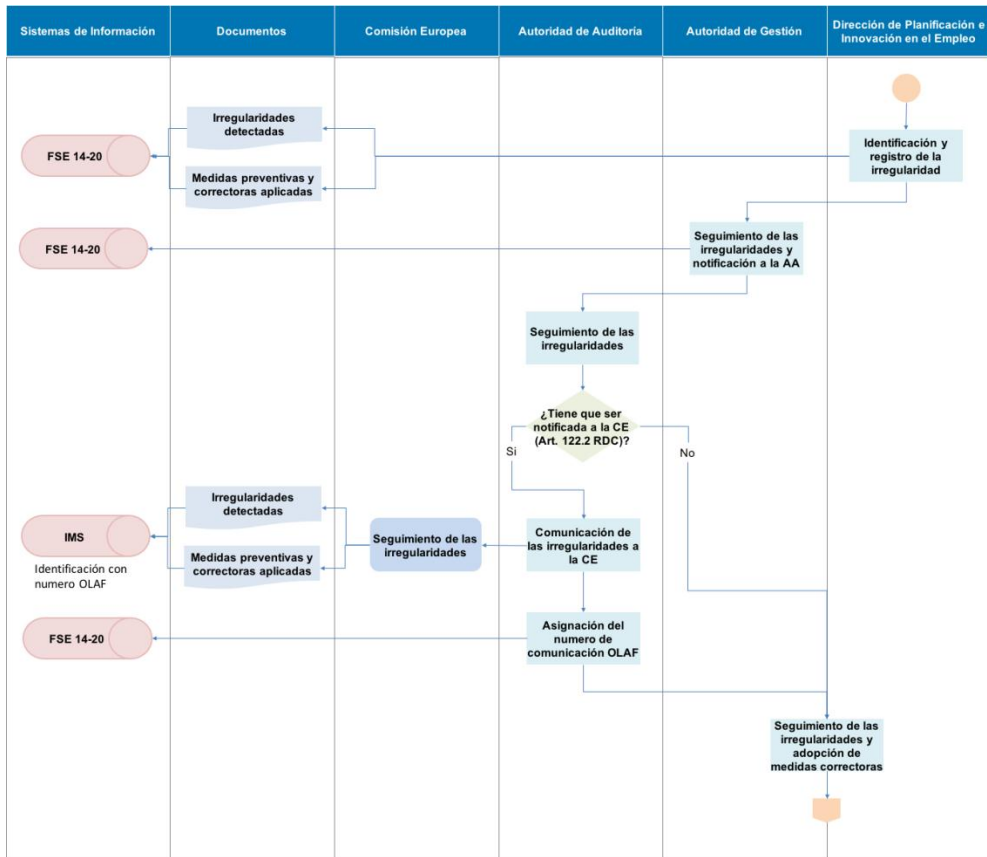 Sistemas de Información
Documentos
Comisión Europea
Autoridad de Auditoría
Autoridad de Gestión
Dirección de Planificación e
Innovación en el Empleo
Irregularidades
detectadas
FSE 14-20
Medidas preventivas y
correctoras aplicadas
Identificación y
registro de la
irregularidad
FSE 14-20
Seguimiento de las
irregularidades y
notificación a la AA
Seguimiento de las
irregularidades
¿Tiene que ser
notificada a la CE
(Art. 122.2 RDC)?
Si
No
Irregularidades
detectadas
IMS
Identificación con
numero OLAF
Medidas preventivas y
correctoras aplicadas
Seguimiento de las
irregularidades
Comunicación de
las irregularidades a
la CE
FSE 14-20
Asignación del
numero de
comunicación OLAF
Seguimiento de las
irregularidades y
adopción de
medidas correctoras